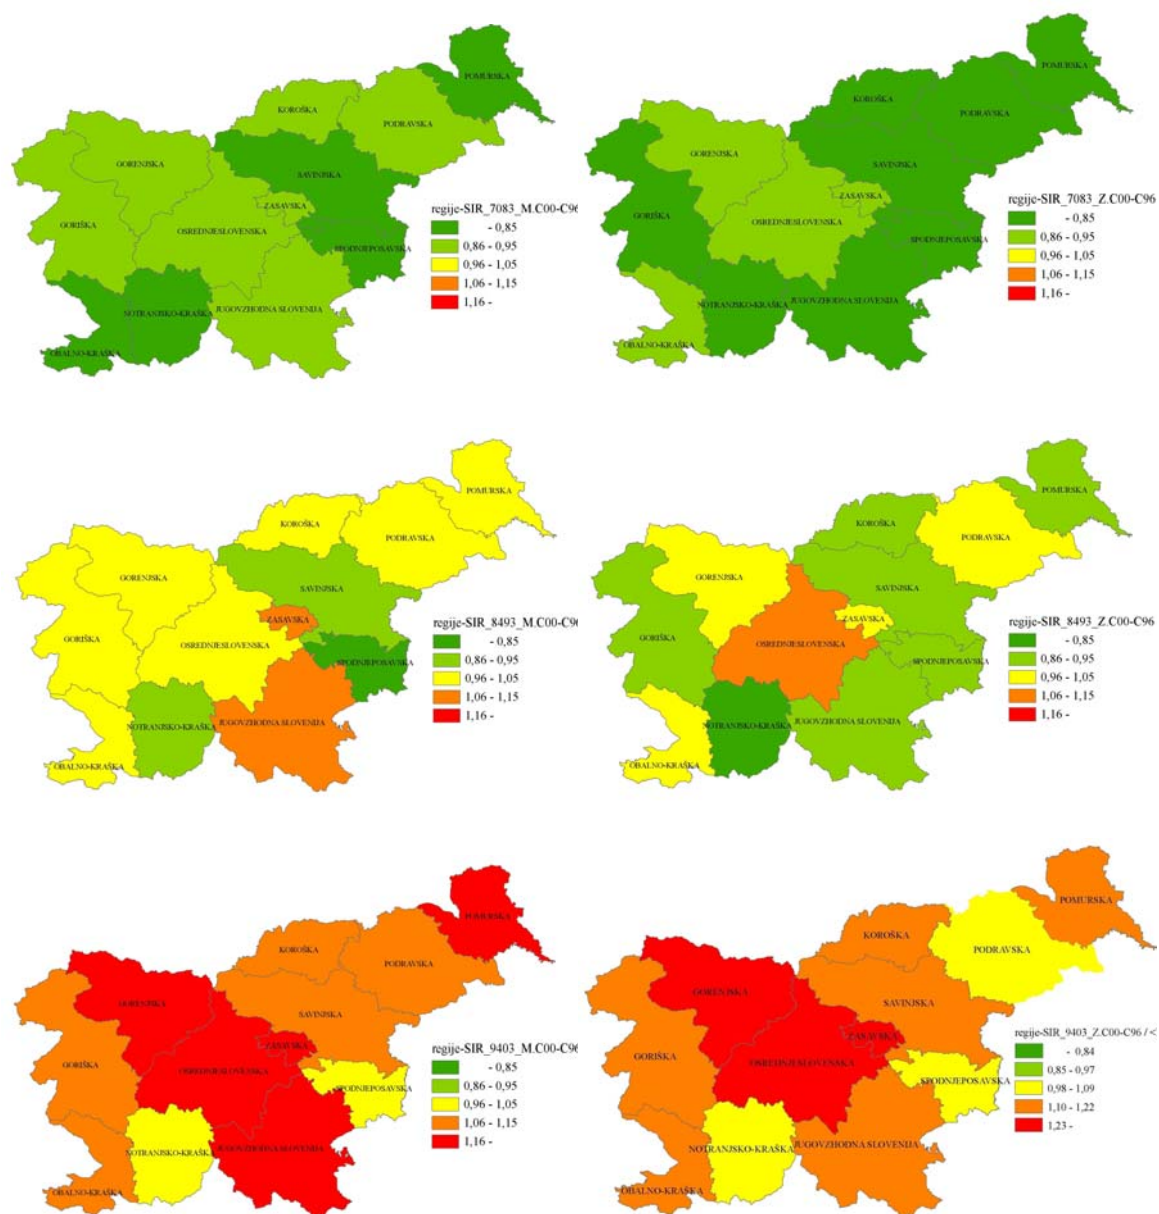 POMURSKA
KOROŠKA
PODRAVSKA
GORENJSKA
SAVINJSKA
ZASAVSKA
GORIŠKA
OSREDNJESLOVENSKA
SPODNJEPOSAVSKA
NOTRANJSKO-KRAŠKA
JUGOVZHODNA SLOVENIJA
OBALNO-KRAŠKA
regije-SIR_7083_M.C00-C96
- 0,85
0,86 - 0,95
0,96 - 1,05
1,06 - 1,15
1,16 -
POMURSKA
KOROŠKA
PODRAVSKA
GORENJSKA
SAVINJSKA
ZASAVSKA
GORIŠKA
OSREDNJESLOVENSKA
SPODNJEPOSAVSKA
NOTRANJSKO-KRAŠKA
JUGOVZHODNA SLOVENIJA
OBALNO-KRAŠKA
regije-SIR_7083_Z.C00-C96
- 0,85
0,86 - 0,95
0,96 - 1,05
1,06 - 1,15
1,16 -
POMURSKA
KOROŠKA
PODRAVSKA
GORENJSKA
SAVINJSKA
ZASAVSKA
GORIŠKA
OSREDNJESLOVENSKA
SPODNJEPOSAVSKA
NOTRANJSKO-KRAŠKA
JUGOVZHODNA SLOVENIJA
OBALNO-KRAŠKA
regije-SIR_8493_M.C00-C96
- 0,85
0,86 - 0,95
0,96 - 1,05
1,06 - 1,15
1,16 -
POMURSKA
KOROŠKA
PODRAVSKA
GORENJSKA
SAVINJSKA
ZASAVSKA
GORIŠKA
OSREDNJESLOVENSKA
SPODNJEPOSAVSKA
NOTRANJSKO-KRAŠKA
JUGOVZHODNA SLOVENIJA
OBALNO-KRAŠKA
regije-SIR_8493_Z.C00-C96
- 0,85
0,86 - 0,95
0,96 - 1,05
1,06 - 1,15
1,16 -
POMURSKA
KOROŠKA
PODRAVSKA
GORENJSKA
SAVINJSKA
ZASAVSKA
GORIŠKA
OSREDNJESLOVENSKA
SPODNJEPOSAVSKA
NOTRANJSKO-KRAŠKA
JUGOVZHODNA SLOVENIJA
OBALNO-KRAŠKA
regije-SIR_9403_M.C00-C96
- 0,85
0,86 - 0,95
0,96 - 1,05
1,06 - 1,15
1,16 -
POMURSKA
KOROŠKA
PODRAVSKA
GORENJSKA
SAVINJSKA
ZASAVSKA
GORIŠKA
OSREDNJESLOVENSKA
SPODNJEPOSAVSKA
NOTRANJSKO-KRAŠKA
JUGOVZHODNA SLOVENIJA
OBALNO-KRAŠKA
regije-SIR_9403_Z.C00-C96 / <
- 0,84
0,85 - 0,97
0,98 - 1,09
1,10 - 1,22
1,23 -